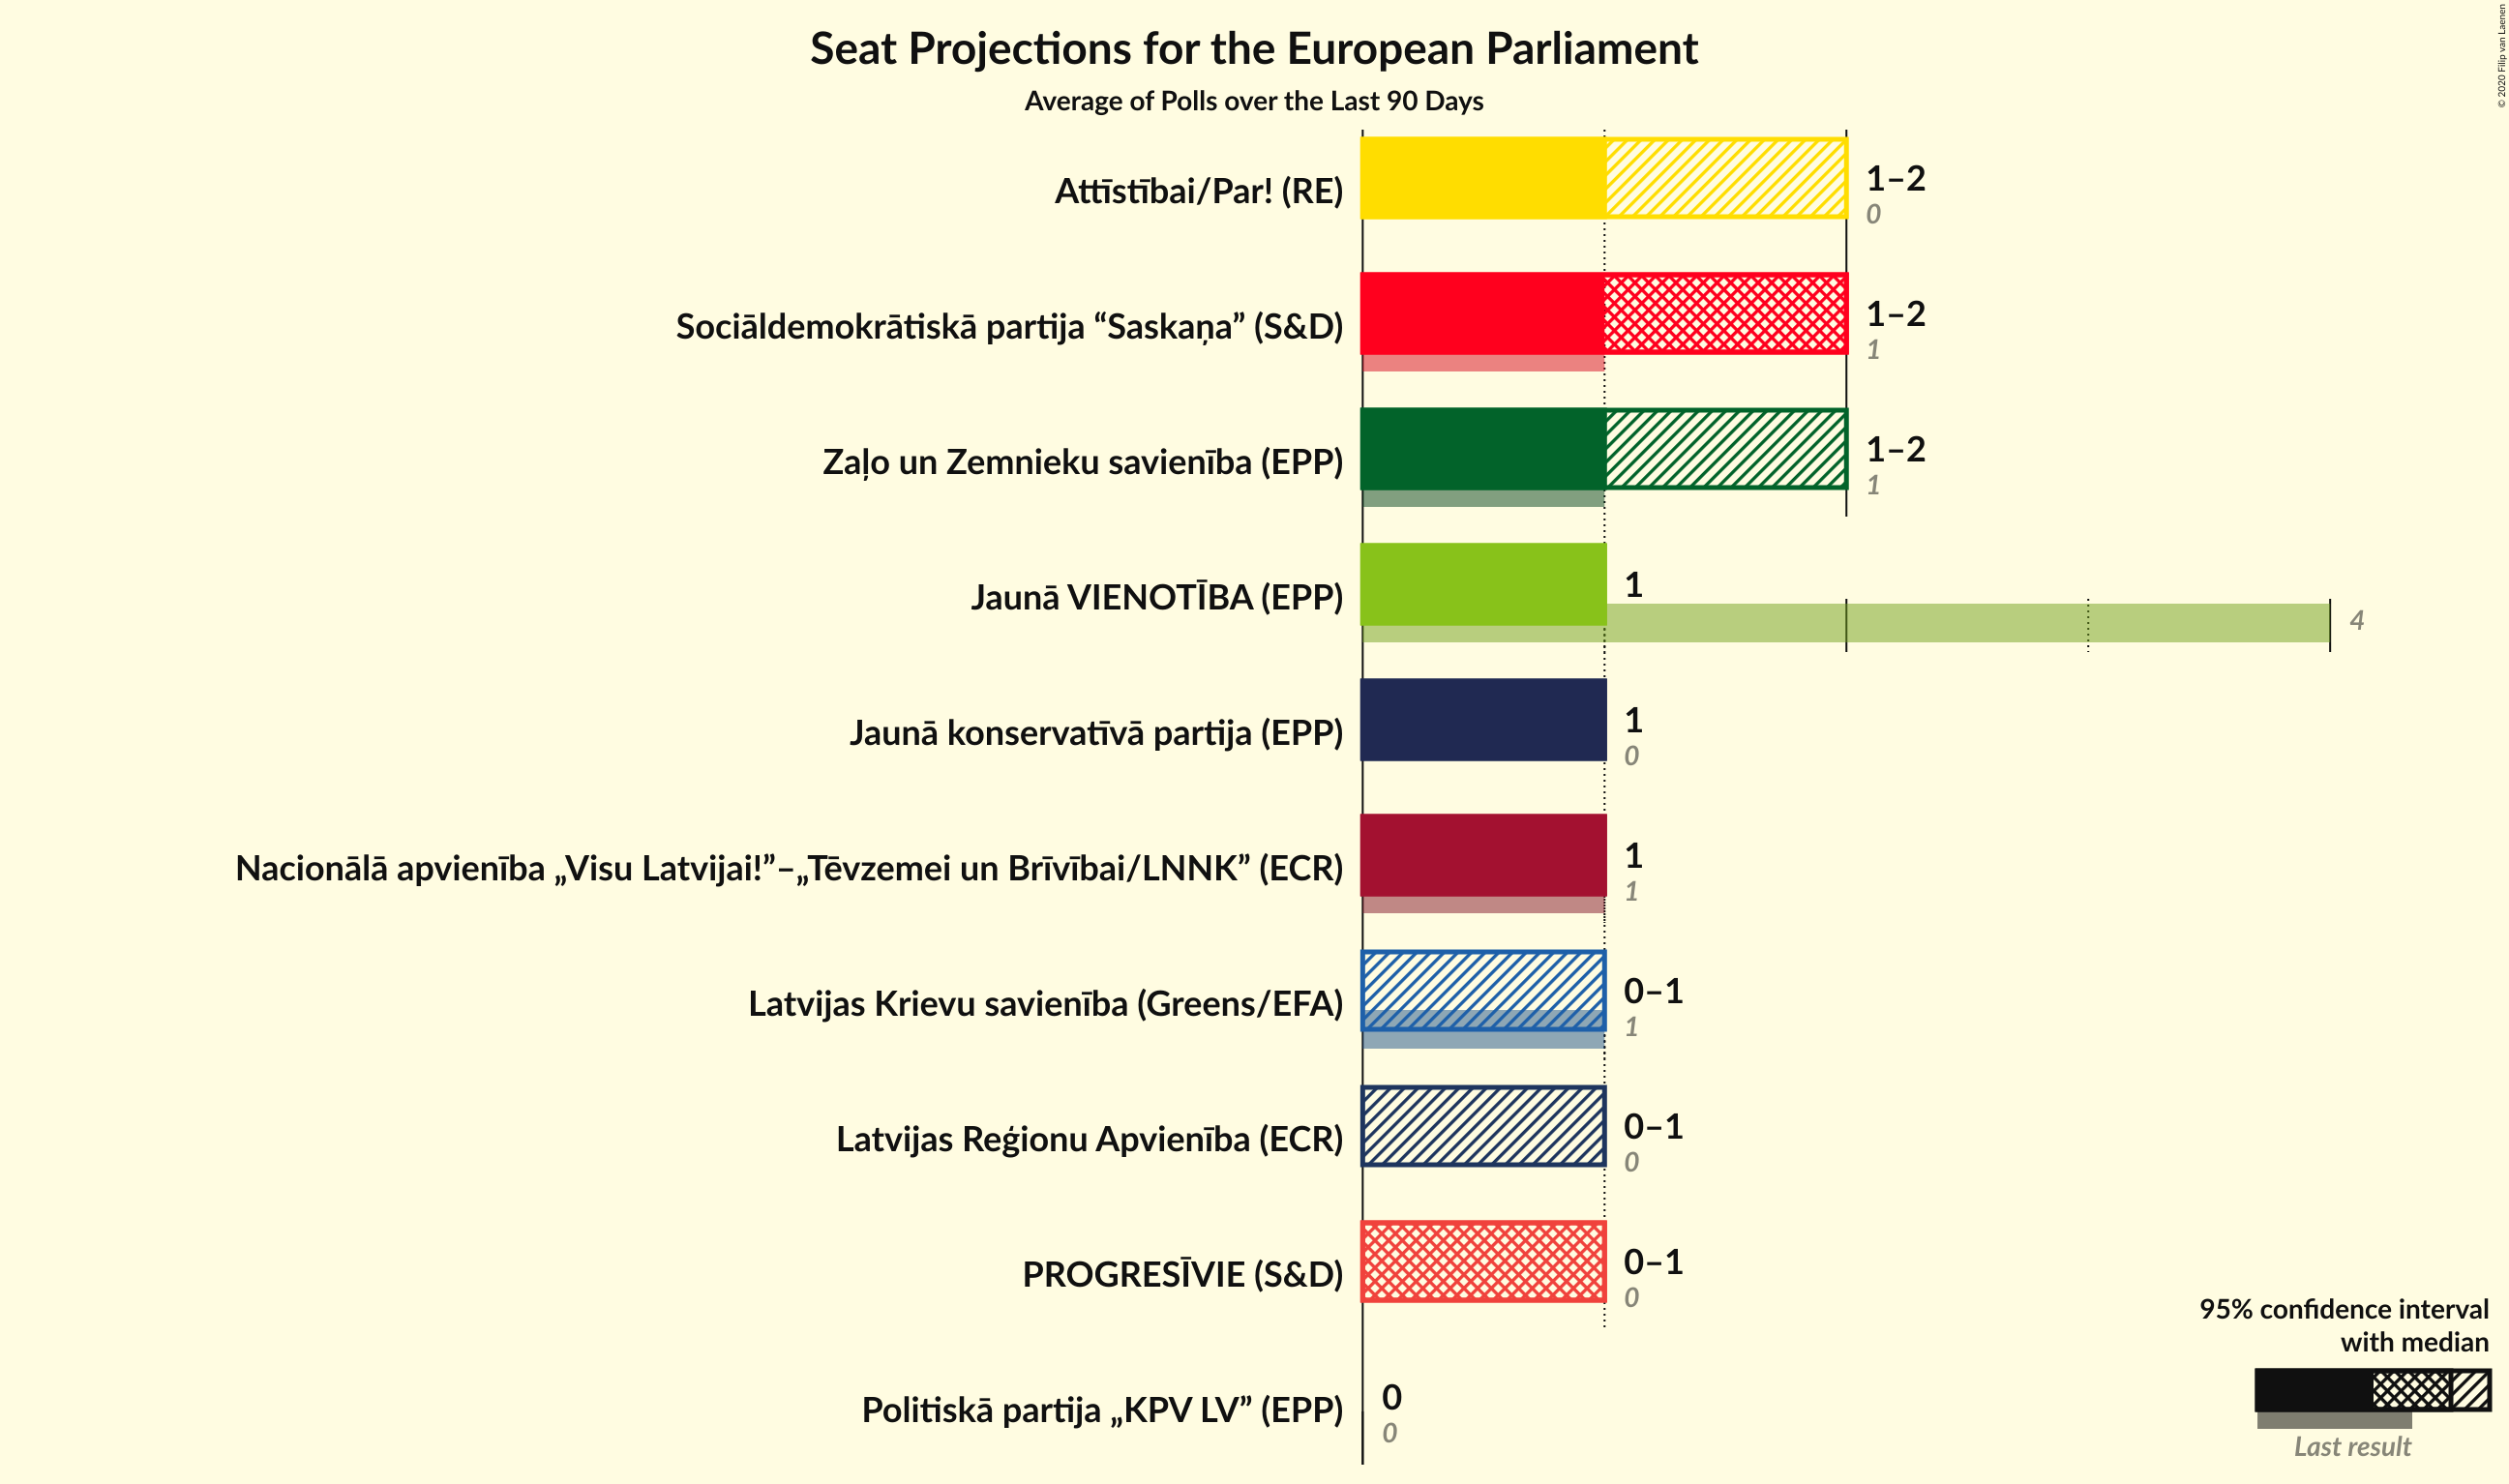 Seat Projections for the European Parliament
Average of Polls over the Last 90 Days
© 2020 Filip van Laenen
Attīstībai/Par! (RE)
1–2
0
Sociāldemokrātiskā partija “Saskaņa” (S&D)
1–2
1
Zaļo un Zemnieku savienība (EPP)
1–2
1
Jaunā VIENOTĪBA (EPP)
1
4
Jaunā konservatīvā partija (EPP)
1
0
Nacionālā apvienība „Visu Latvijai!”–„Tēvzemei un Brīvībai/LNNK” (ECR)
1
1
Latvijas Krievu savienība (Greens/EFA)
0–1
1
Latvijas Reģionu Apvienība (ECR)
0–1
0
PROGRESĪVIE (S&D)
0–1
0
Politiskā partija „KPV LV” (EPP)
0
0
95% confidence interval
with median
Last result